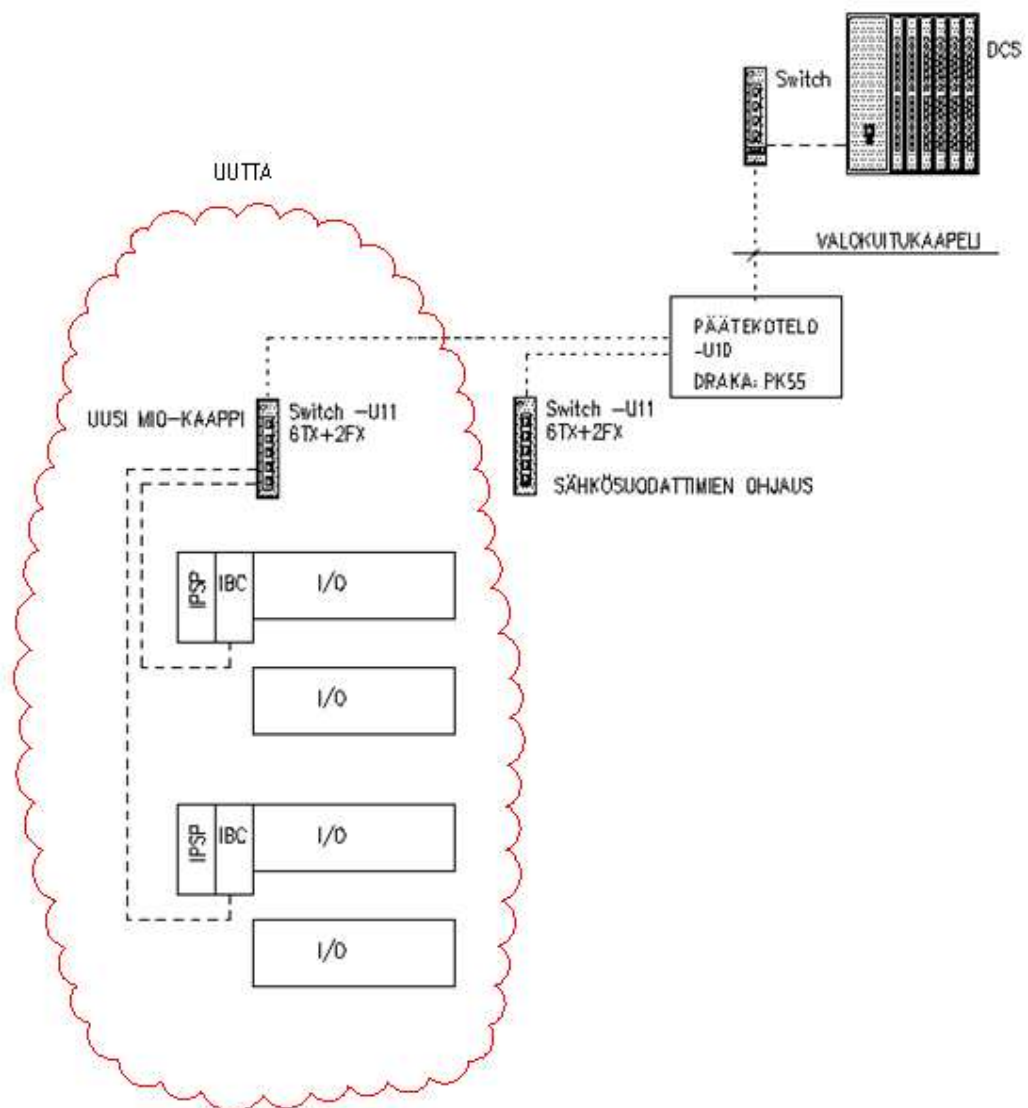 DCS
Switch
UUTTA
VALOKUITUKAAPELI
PÄÄTEKOTELO
-U10
DRAKA: PK55
UUSI MIO-KAAPPI
Switch -U11
6TX+2FX
Switch -U11
6TX+2FX
SÄHKÖSUODATTIMIEN OHJAUS
IPSP
IBC
I/O
I/O
IPSP
IBC
I/O
I/O